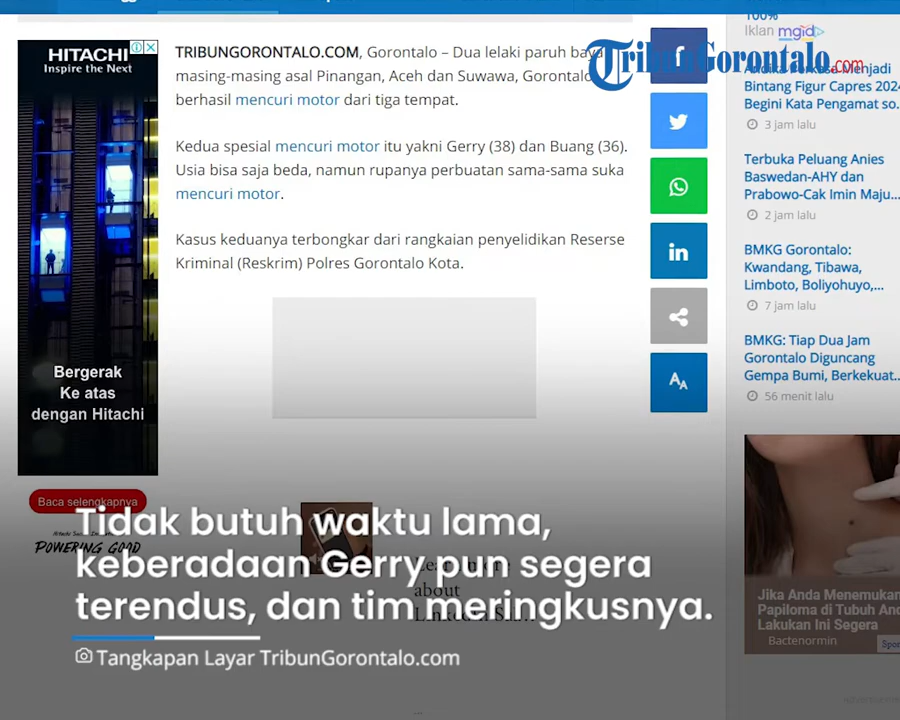 HITACHI
Inspire the Next
Bergerak
Ke atas
dengan Hitachi
Baca selengkapnya
POWERING GOOD
TRIBUNGORONTALO.COM, Gorontalo – Dua lelaki paruh baya
masing-masing asal Pinangan, Aceh dan Suwawa, Gorontalo
berhasil mencuri motor dari tiga tempat.
Kedua spesial mencuri motor itu yakni Gerry (38) dan Buang (36).
Usia bisa saja beda, namun rupanya perbuatan sama-sama suka
mencuri motor.
Kasus keduanya terbongkar dari rangkaian penyelidikan Reserse
Kriminal (Reskrim) Polres Gorontalo Kota.
f
in
AA
TribunGorontalo.com
100%
Iklan mgid
Menjadi
Bintang Figur Capres 2024
Begini Kata Pengamat so.
3 jam lalu
Terbuka Peluang Anies
Baswedan-AHY dan
Prabowo-Cak Imin Maju...
2 jam lalu
BMKG Gorontalo:
Kwandang, Tibawa,
Limboto, Boliyohuyo,...
7 jam lalu
BMKG: Tiap Dua Jam
Gorontalo Diguncang
Gempa Bumi, Berkekuat..
56 menit lalu
Jika Anda Menemukan
Papiloma di Tubuh And
Lakukan Ini Segera
Bactenormin
Spo
about
Tidak butuh waktu lama,
keberadaan Gerry pun segera
terendus, dan tim meringkusnya.
Tangkapan Layar TribunGorontalo.com